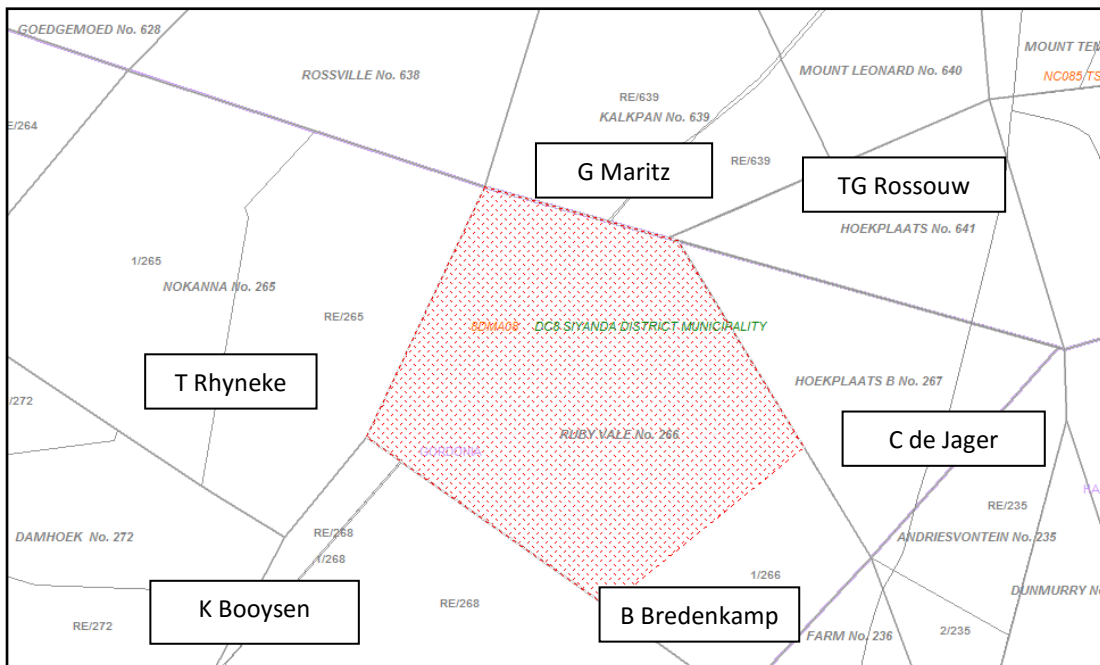 GOEDGEMOED No. 628
ROSSVILLE No. 638
MOUNT LEONARD No. 640
MOUNT TEM
NC085 TS
RE/639
KALKPAN No. 639
E/264
G Maritz
RE/639
TG Rossouw
HOEKPLAATS No. 641
1/265
NOKANNA No. 265
RE/265
8DMA08
DC8 SIYANDA DISTRICT MUNICIPALITY
T Rhyneke
HOEKPLAATS B No. 267
/272
RUBY VALE No. 266
C de Jager
GORDONIA
RE/235
DAMHOEK No. 272
RE/268
ANDRIESVONTEIN No. 235
1/268
1/266
DUNMURRY No
K Booysen
RE/268
B Bredenkamp
RE/272
FARM No. 236
2/235